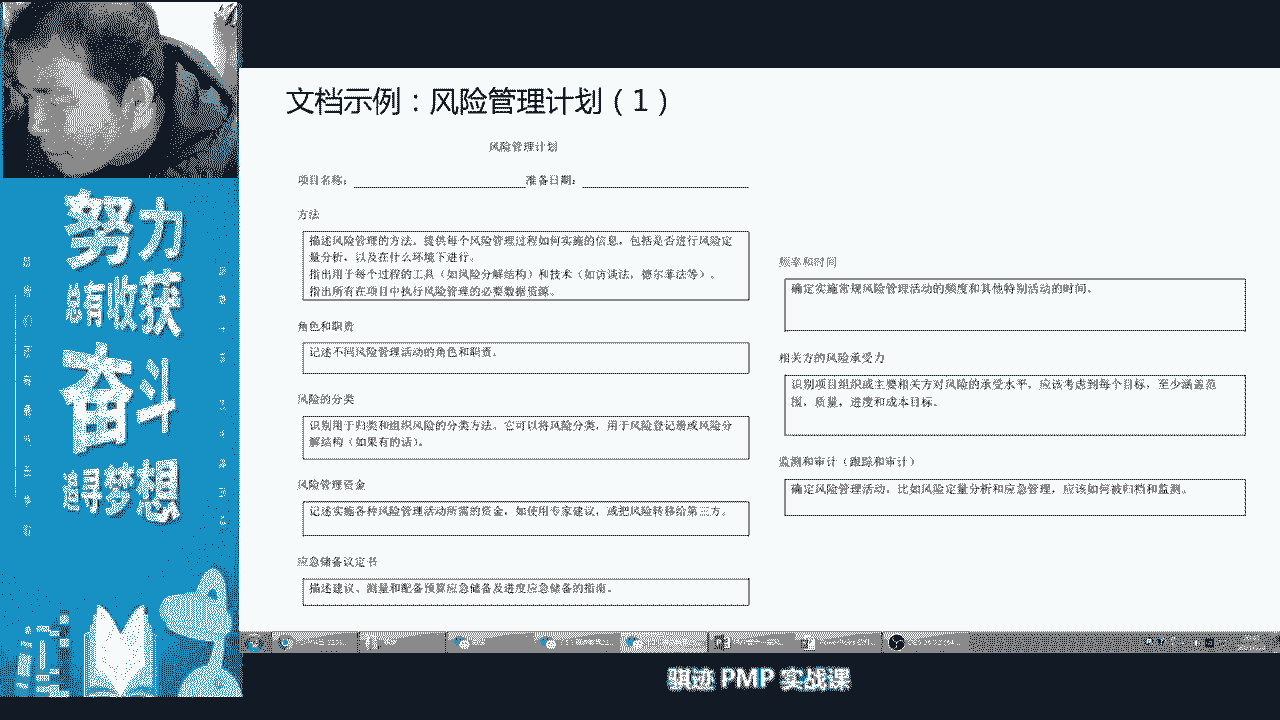 文档示例：风险管理计划（1）
风险管理计划
项目名称：
准备日期：
方法
描述风险管理的方法。提供每个风险管理过程如何实施的信息，包括是否进行风险定
量分析，以及在什么环境下进行。
指出用于每个过程的工具（如风险分解结构）和技术（如访谈法，德尔菲法等）。
指出所有在项目中执行风险管理的必要数据资源。
角色和职责
记述不同风险管理活动的角色和职责。
风险的分类
识别用于归类和组织风险的分类方法。它可以将风险分类，用于风险登记册或风险分
解结构（如果有的话）。
风险管理资金
记述实施各种风险管理活动所需的资金，如使用专家建议，或把风险转移给第三方。
应急储备议定书
描述建议、测量和配备预算应急储备及进度应急储备的指南。
频率和时间
确定实施常规风险管理活动的频度和其他特别活动的时间。
相关方的风险承受力
识别项目组织或主要相关方对风险的承受水平，应该考虑到每个目标，至少涵盖范
围，质量，进度和成本目标。
监测和审计（跟踪和审计）
确定风险管理活动，比如风险定量分析和应急管理，应该如何被归档和监测。
努力
总有收获
奋斗
追寻梦想
骐迹 PMP 实战课